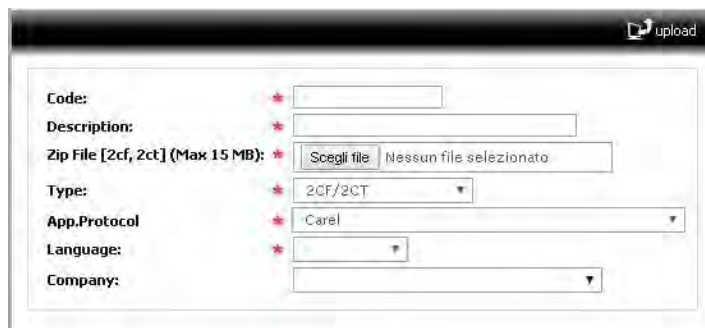 upload
Code: *
Description: *
Zip File [2cf, 2ct] (Max 15 MB): * Scegli file Nessun file selezionato
Type: * 2CF/2CT
App.Protocol * Carel
Language: *
Company: